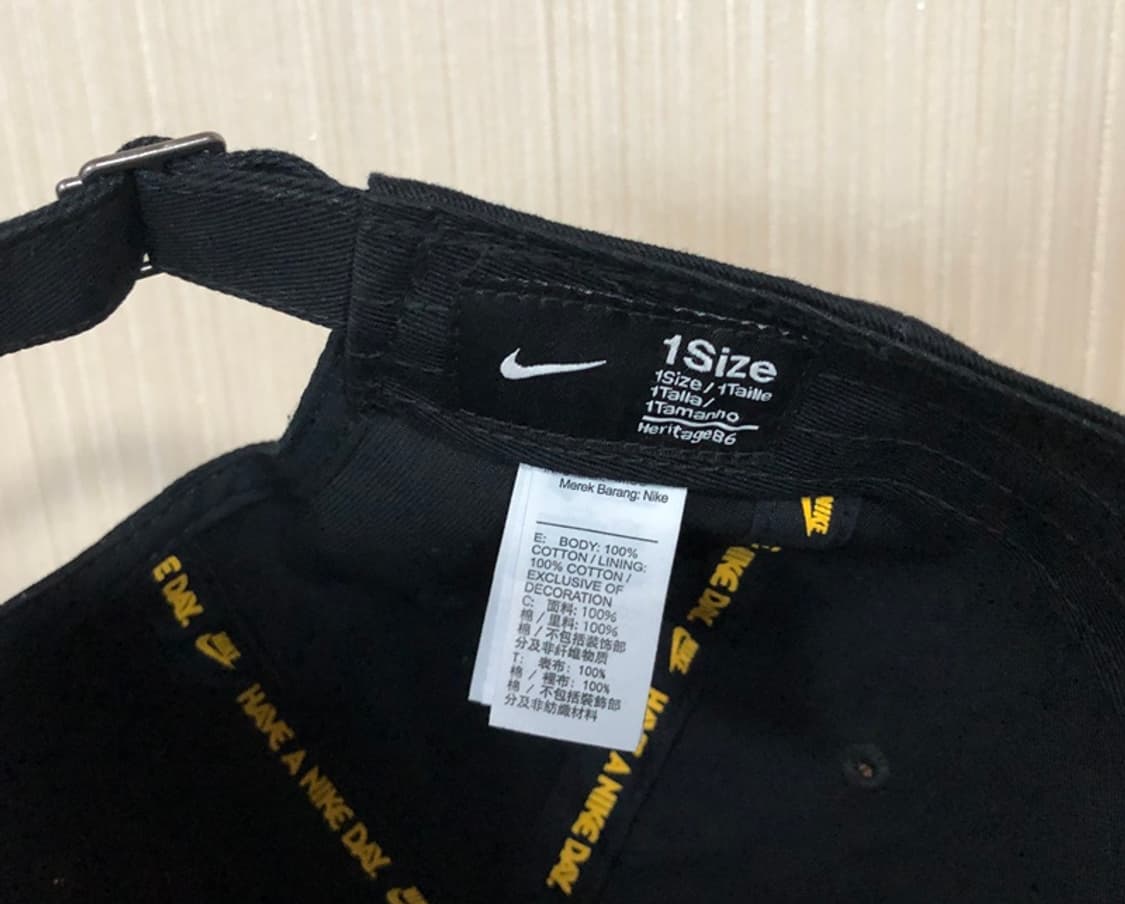 1Size
1Size / 1Taille
1Talla/
1Tamanho
Heritage86
Merek Barang: Nike
E: BODY: 100%
COTTON / LINING:
100% COTTON /
EXCLUSIVE OF
DECORATION
C: 面料: 100%
棉 / 里料: 100%
棉 / 不包括装饰部
分及非纤维物质
T: 表布: 100%
棉 / 裡布: 100%
棉 / 不包括裝飾部
分及非紡織材料
NIKE
E DAY.
HAVE A NIKE DAY.
NIKE DAY.
HAVE A NIKE DAY.